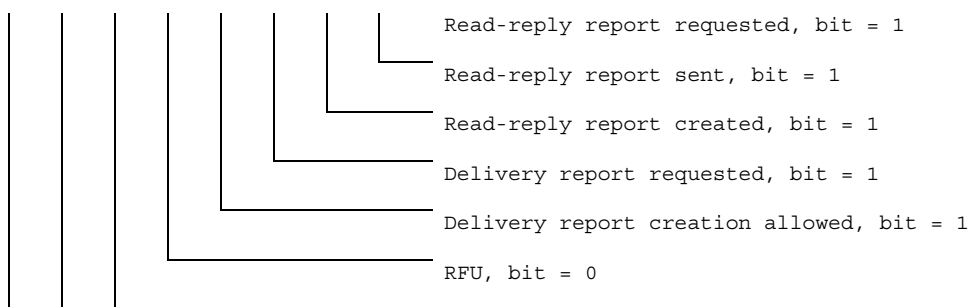 Read-reply report requested, bit = 1
Read-reply report sent, bit = 1
Read-reply report created, bit = 1
Delivery report requested, bit = 1
Delivery report creation allowed, bit = 1
RFU, bit = 0